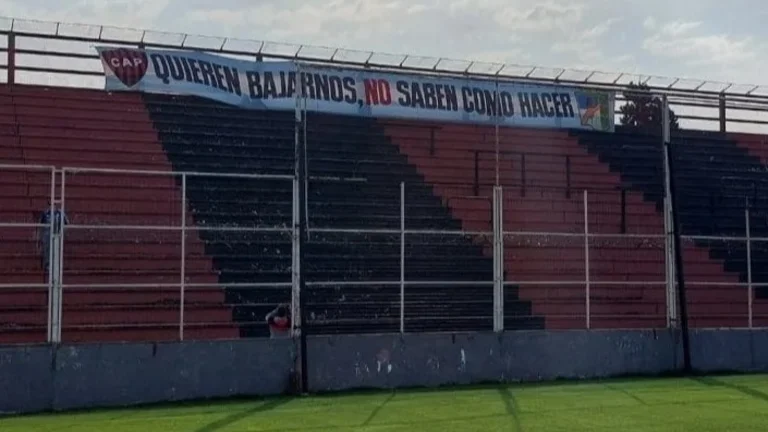 CAP
QUIEREN BAJARNOS, NO SABEN COMO HACER